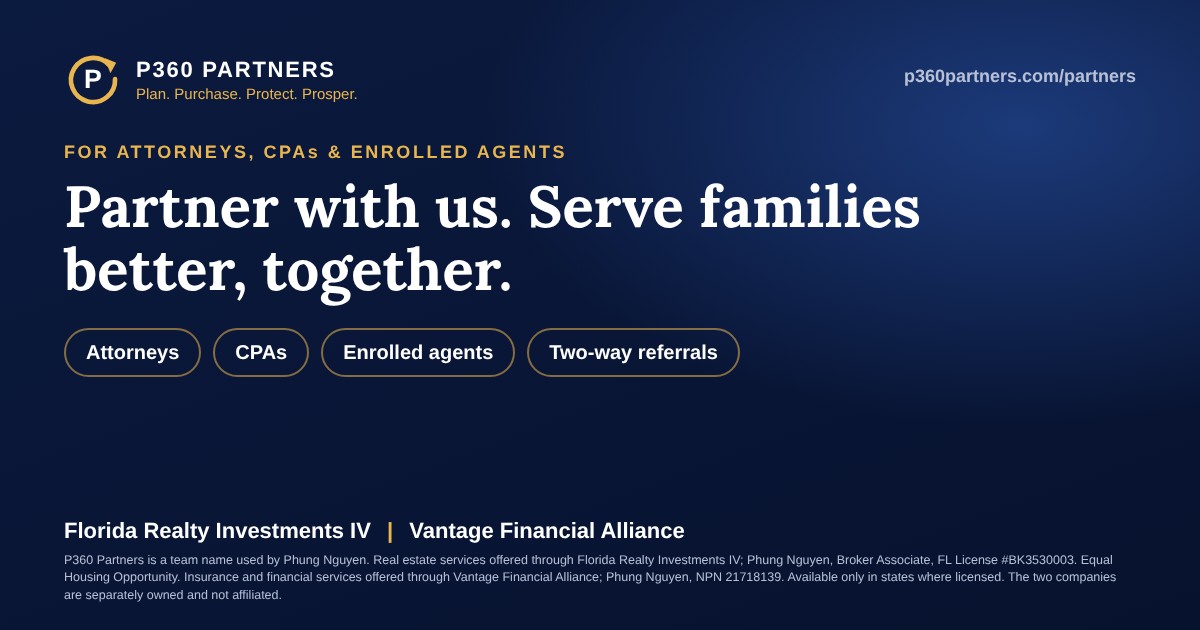 P
P360 PARTNERS
Plan. Purchase. Protect. Prosper.
p360partners.com/partners
FOR ATTORNEYS, CPAs & ENROLLED AGENTS
Partner with us. Serve families
better, together.
Attorneys
CPAs
Enrolled agents
Two-way referrals
Florida Realty Investments IV | Vantage Financial Alliance
P360 Partners is a team name used by Phung Nguyen. Real estate services offered through Florida Realty Investments IV; Phung Nguyen, Broker Associate, FL License #BK3530003. Equal
Housing Opportunity. Insurance and financial services offered through Vantage Financial Alliance; Phung Nguyen, NPN 21718139. Available only in states where licensed. The two companies
are separately owned and not affiliated.